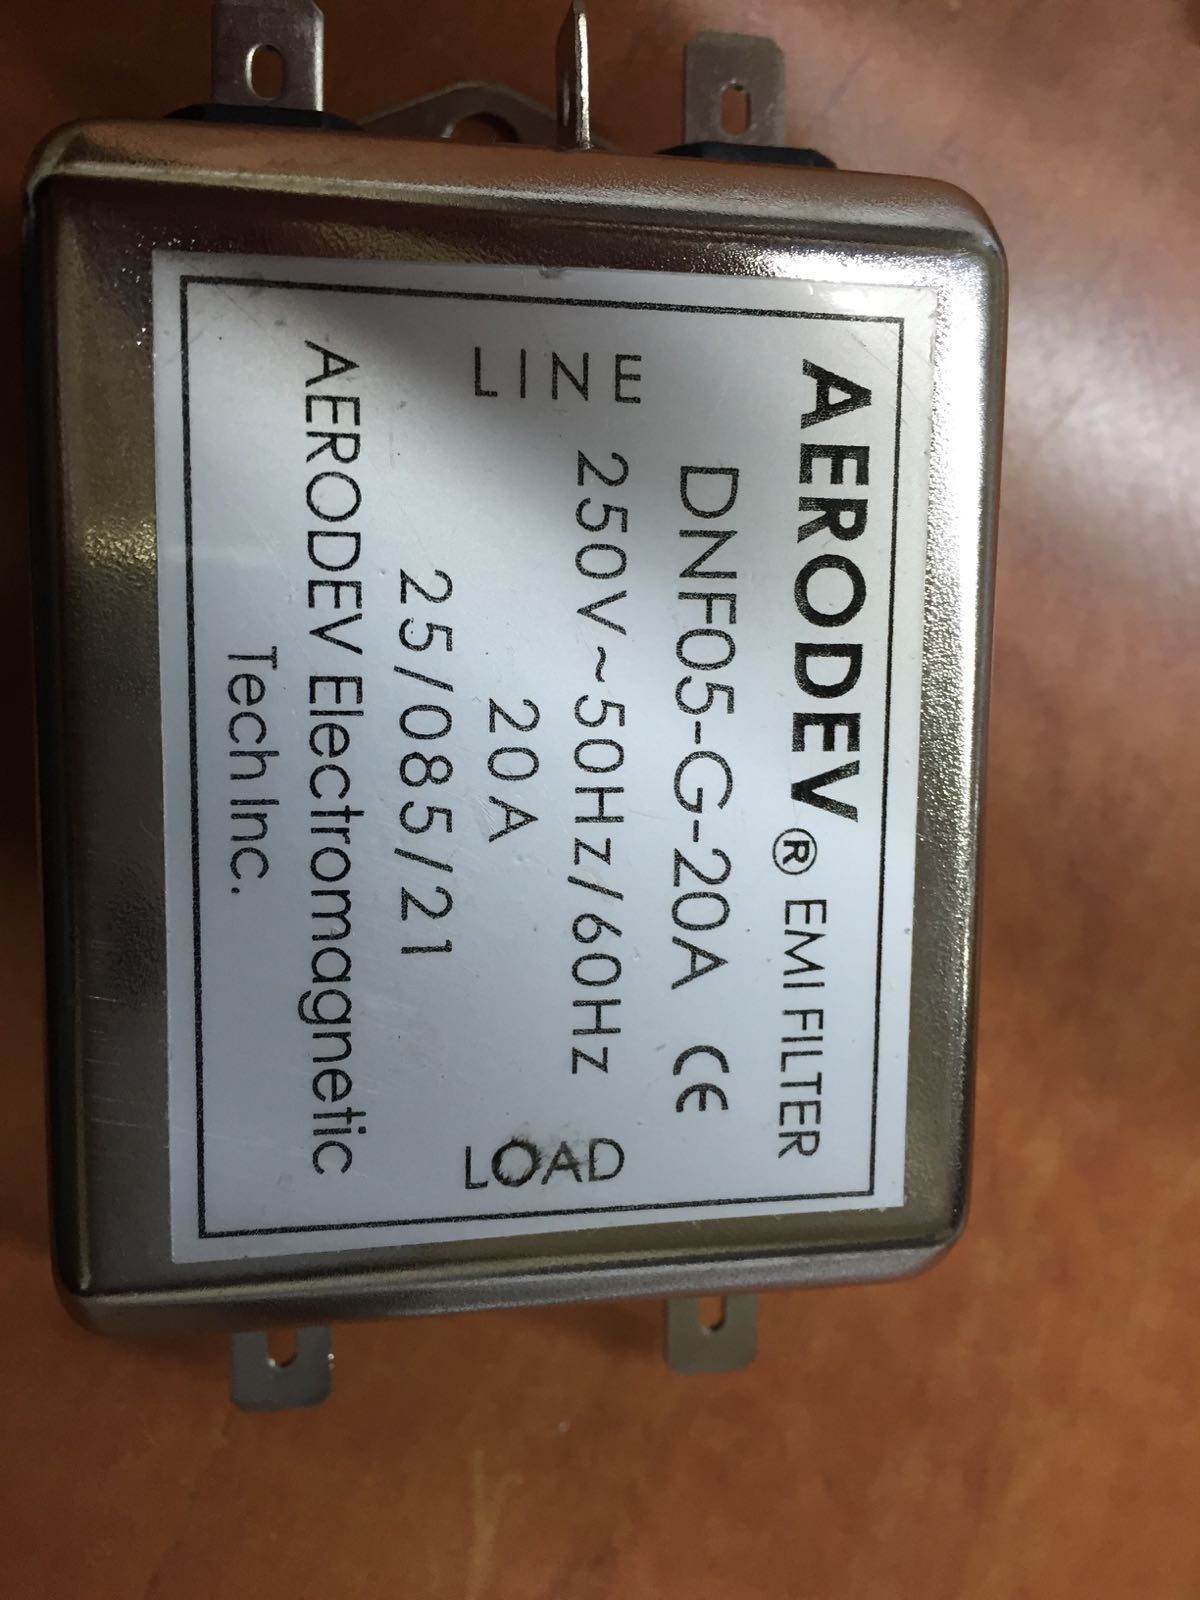 AERODEV ® EMI FILTER
DNF05-G-20A CE
250V~50Hz/60Hz
LINE
20A
LOAD
25/085/21
AERODEV Electromagnetic
Tech Inc.